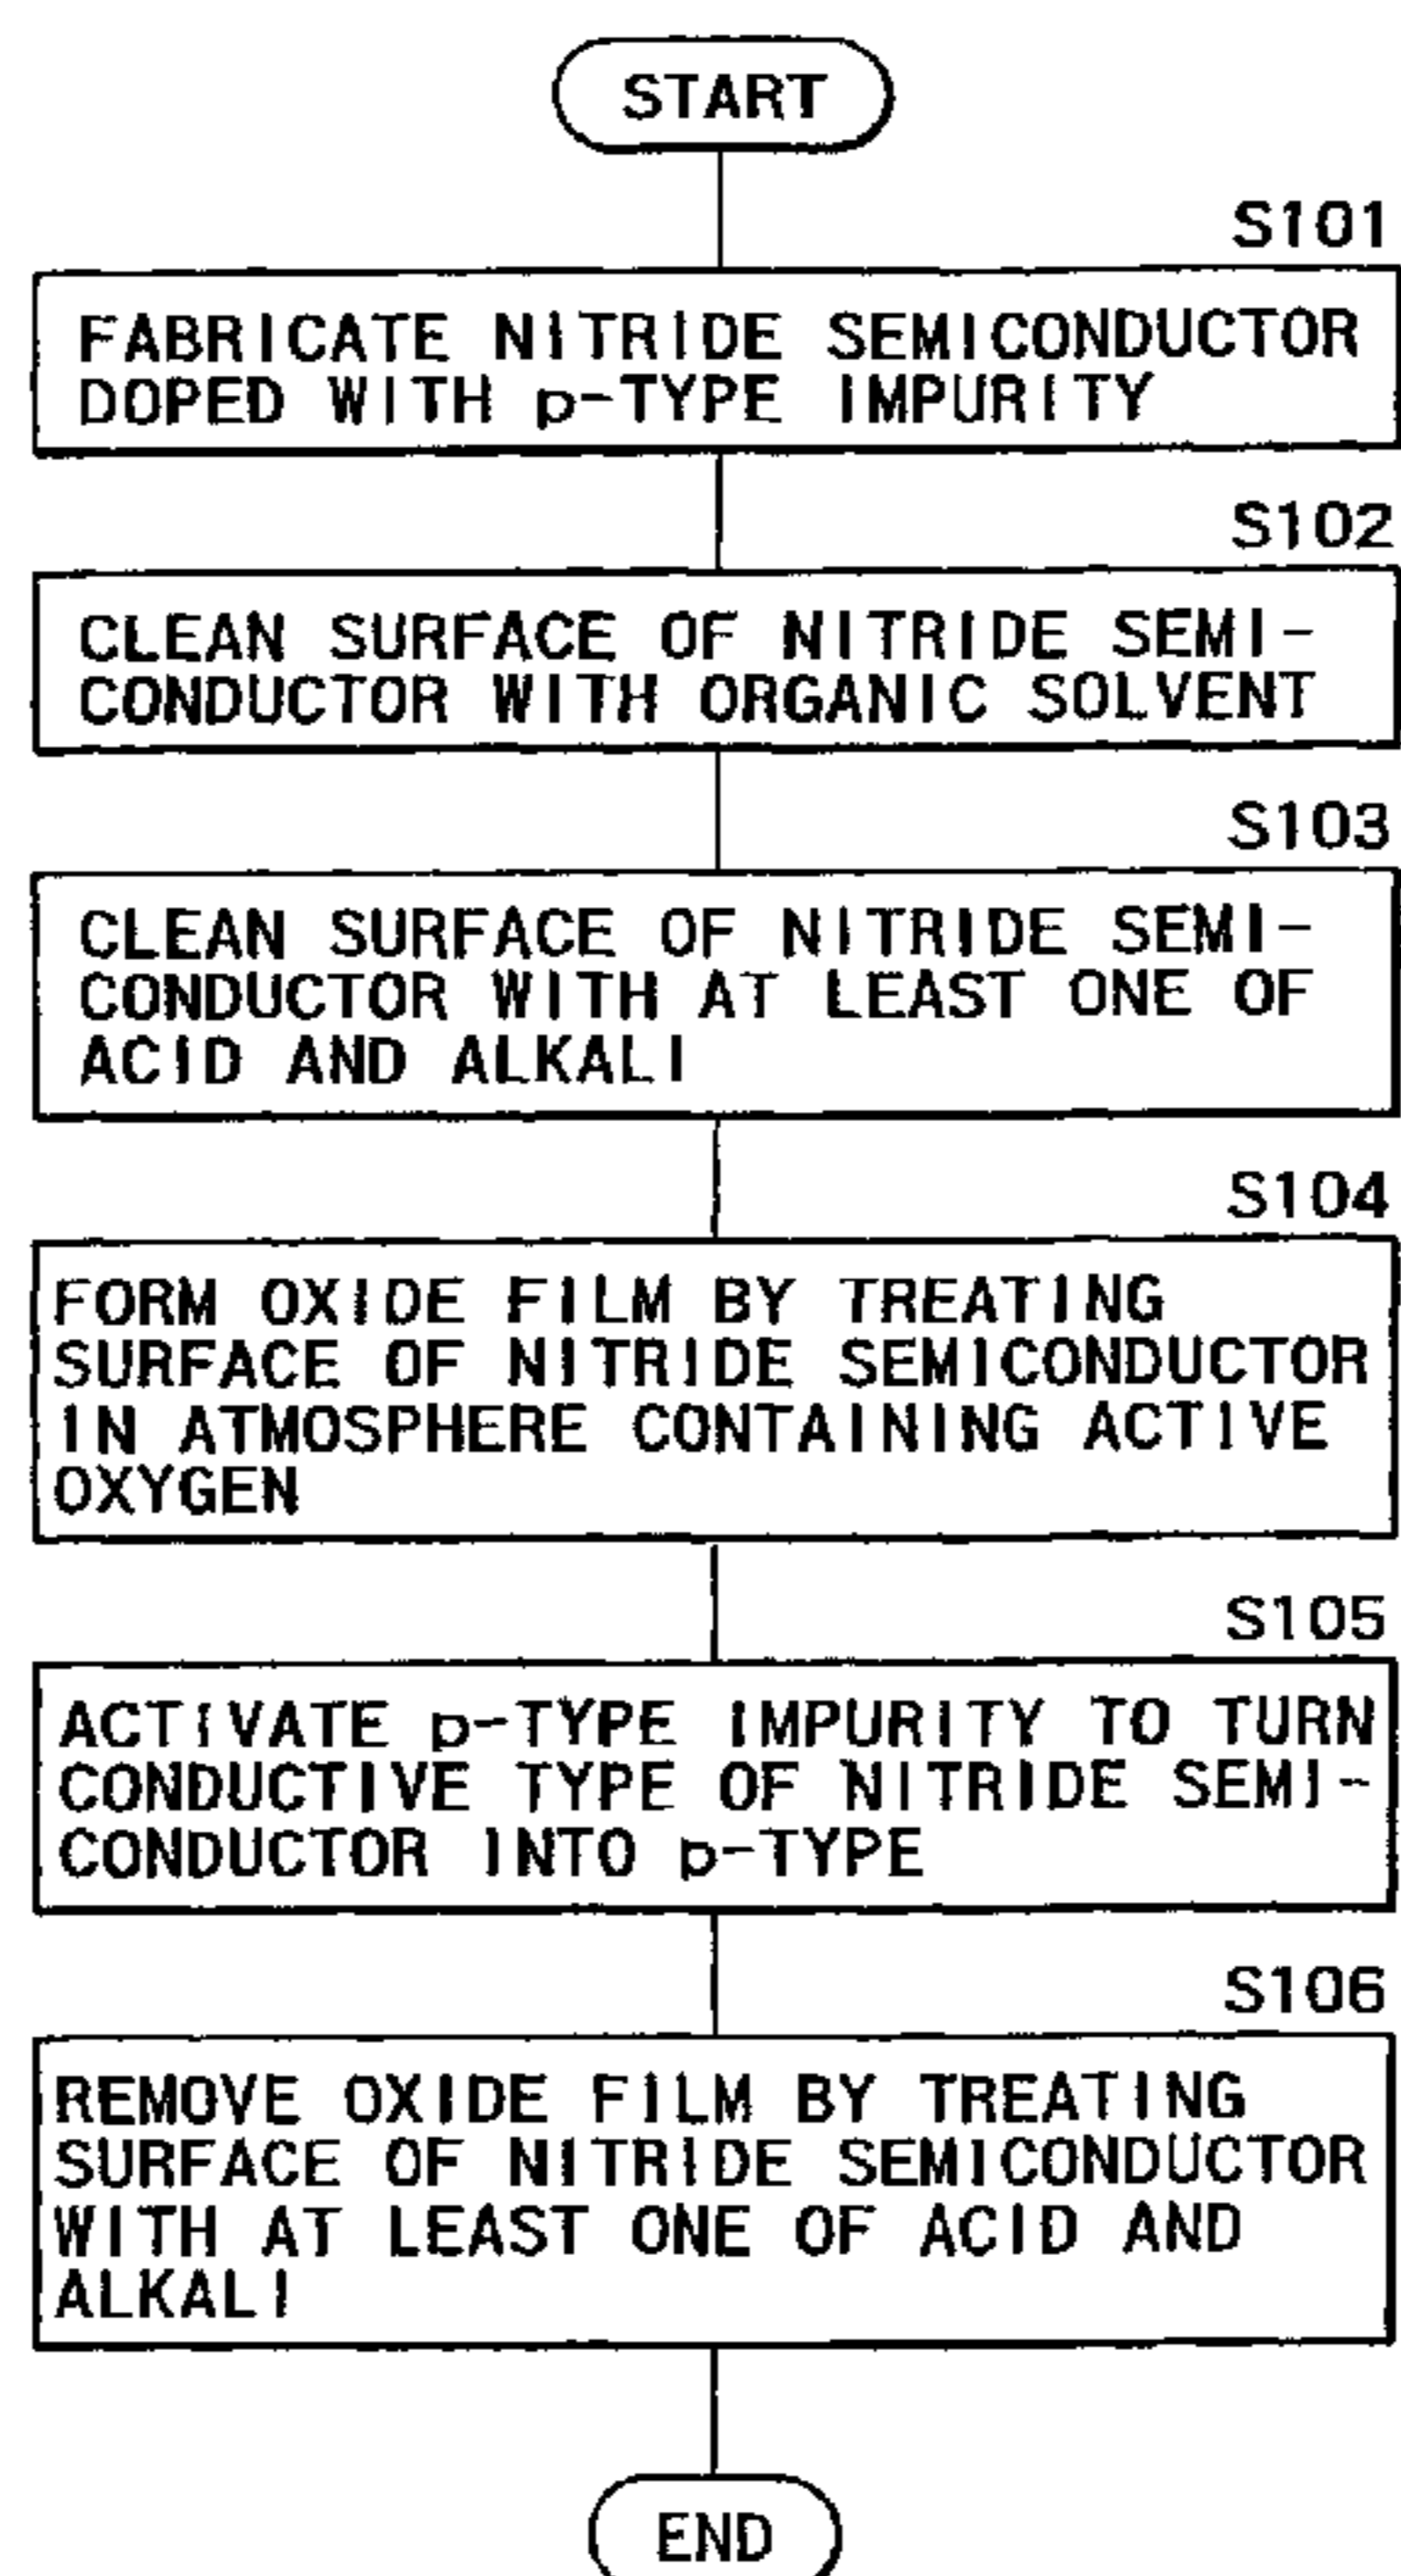 START
S101
FABRICATE NITRIDE SEMICONDUCTOR
DOPED WITH p-TYPE IMPURITY
S102
CLEAN SURFACE OF NITRIDE SEMI-
CONDUCTOR WITH ORGANIC SOLVENT
S103
CLEAN SURFACE OF NITRIDE SEMI-
CONDUCTOR WITH AT LEAST ONE OF
ACID AND ALKALI
S104
FORM OXIDE FILM BY TREATING
SURFACE OF NITRIDE SEMICONDUCTOR
IN ATMOSPHERE CONTAINING ACTIVE
OXYGEN
S105
ACTIVATE p-TYPE IMPURITY TO TURN
CONDUCTIVE TYPE OF NITRIDE SEMI-
CONDUCTOR INTO p-TYPE
S106
REMOVE OXIDE FILM BY TREATING
SURFACE OF NITRIDE SEMICONDUCTOR
WITH AT LEAST ONE OF ACID AND
ALKALI
END